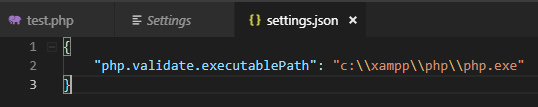 test.php Settings settings.json
1 {
2 "php.validate.executablePath": "c:\\xampp\\php\\php.exe"
3 }